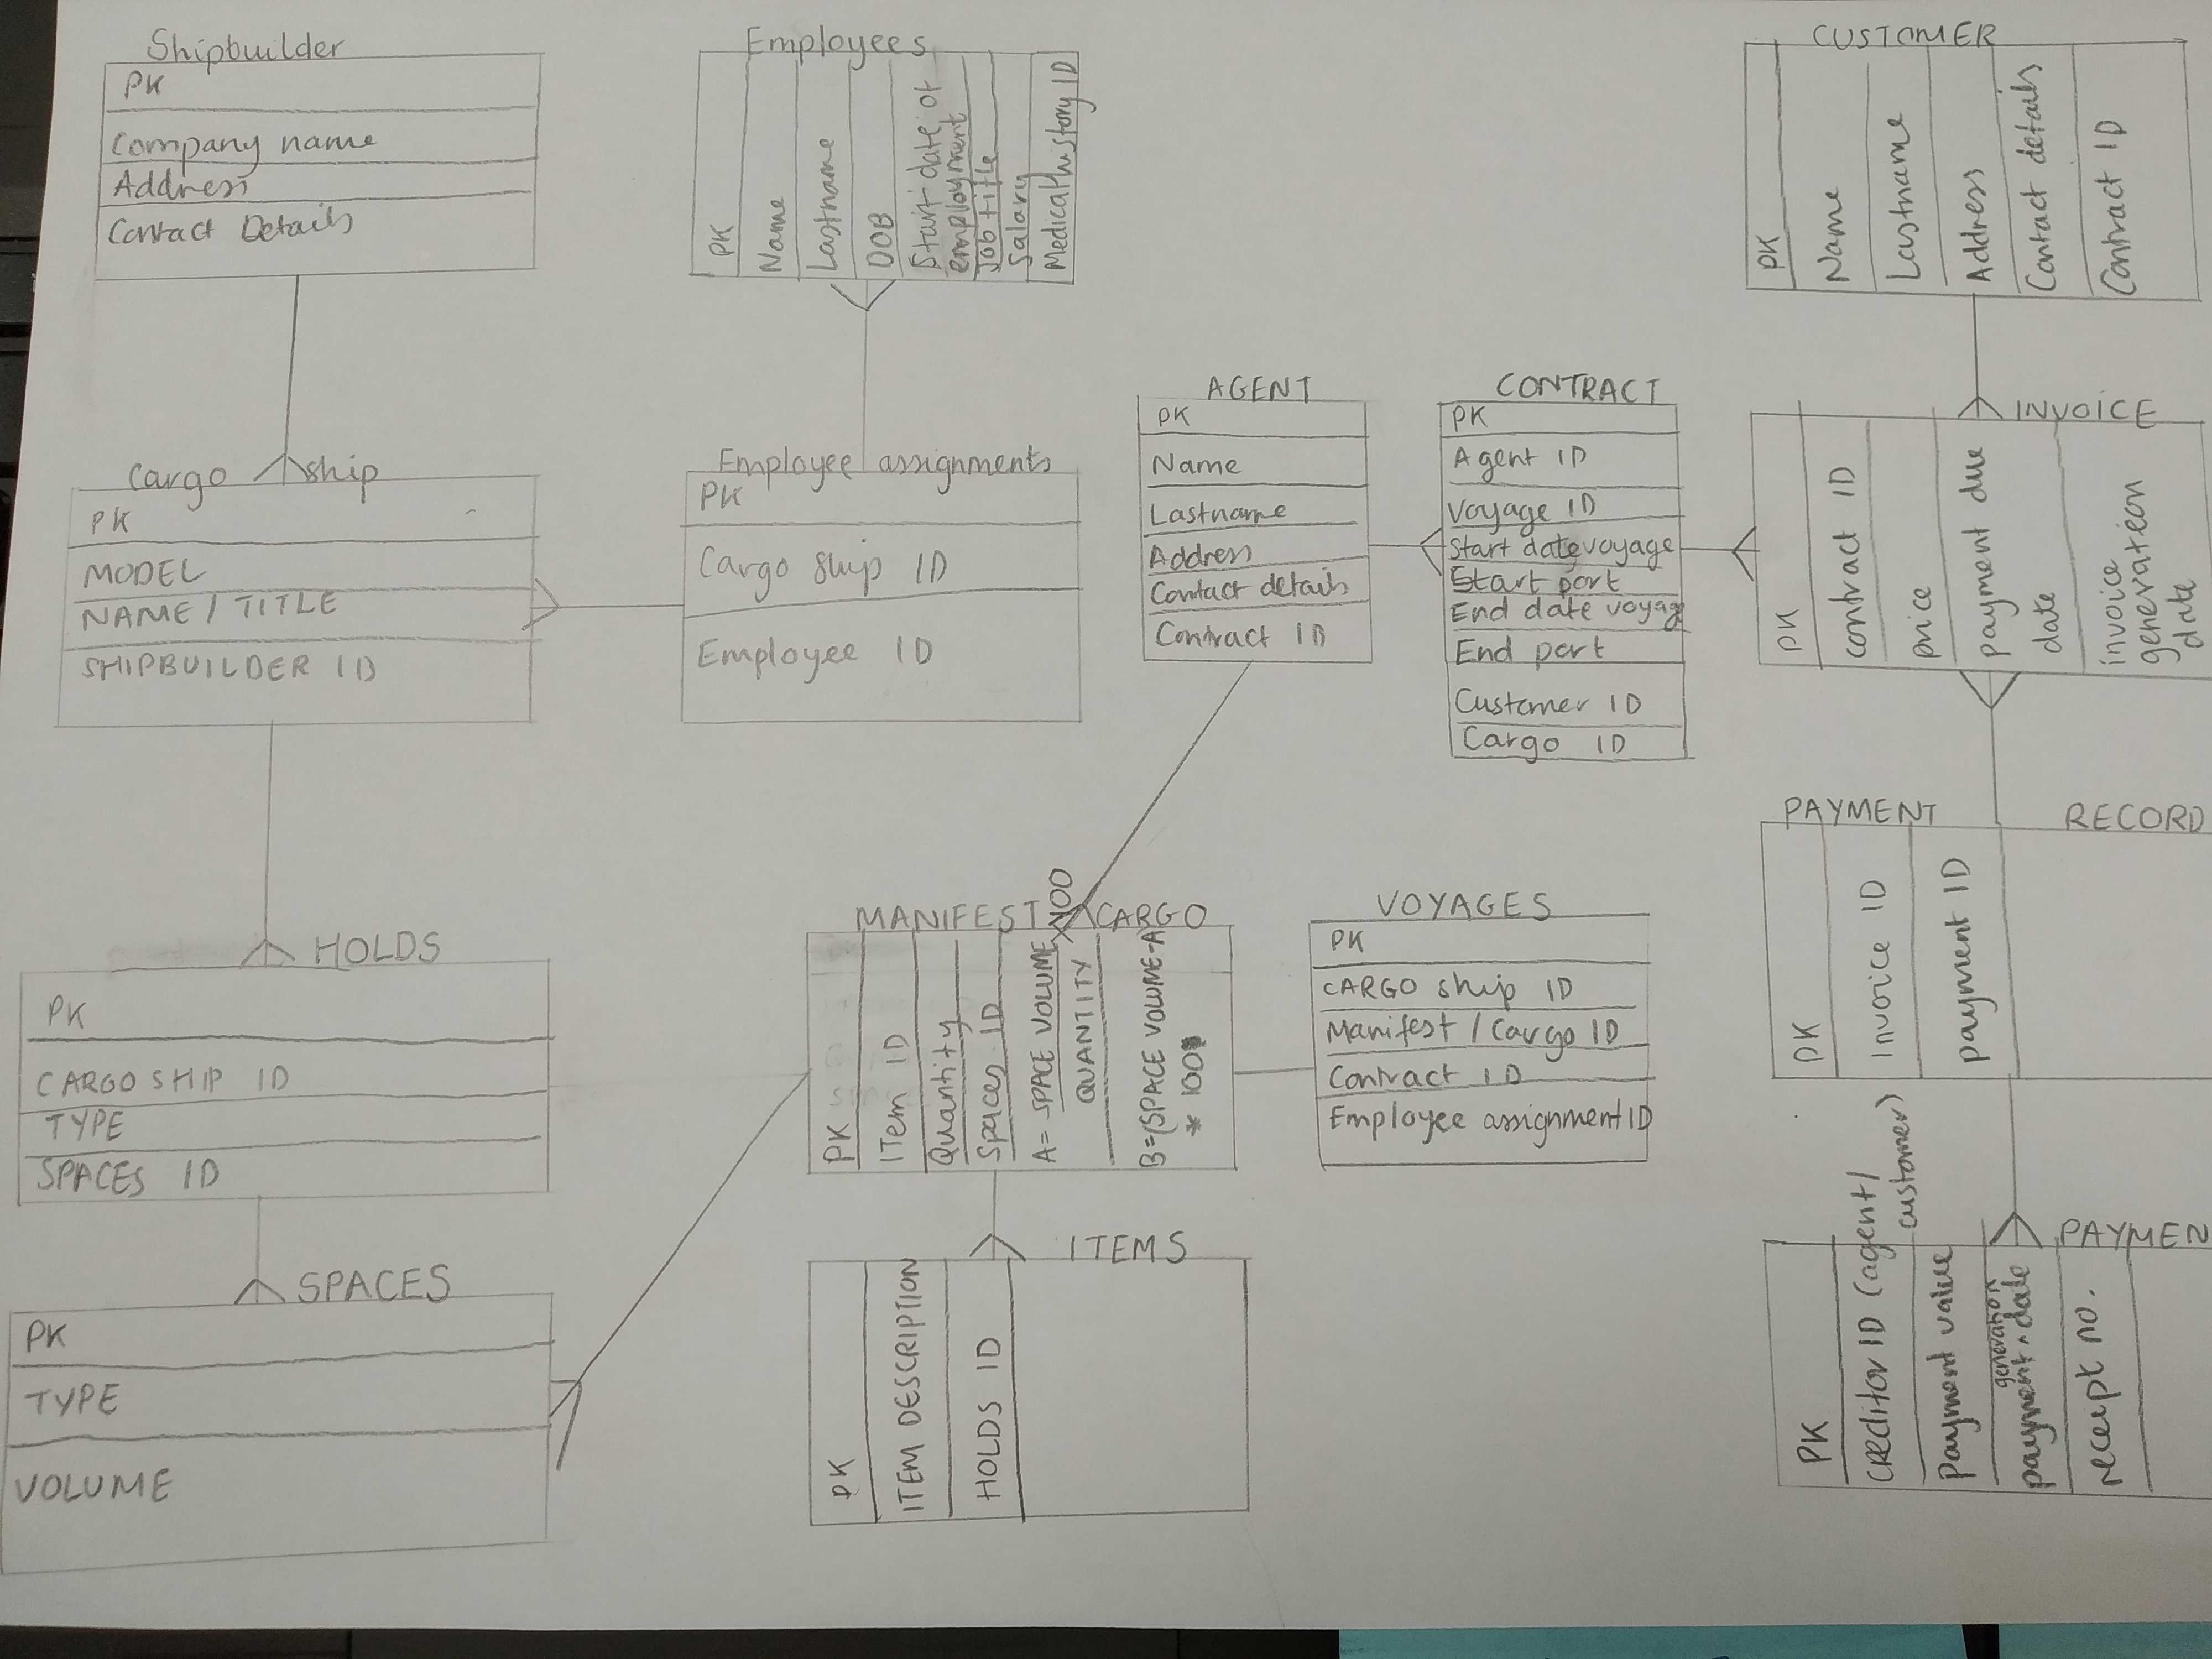 Shipbuilder
PK
Company name
Address
Contact Details
Employees
PK
Name
Lastname
DOB
Start date of
employment
Job title
Salary
Medical history ID
CUSTOMER
PK
Name
Lastname
Address
Contact details
Contract ID
Cargo ship
PK
MODEL
NAME / TITLE
SHIPBUILDER ID
Employee assignments
PK
Cargo ship ID
Employee ID
AGENT
PK
Name
Lastname
Address
Contact details
Contract ID
CONTRACT
PK
Agent ID
Voyage ID
Start date voyage
Start port
End date voyag
End port
Customer ID
Cargo ID
INVOICE
PK
contract ID
price
payment due
date
invoice
generation
date
HOLDS
PK
CARGO SHIP ID
TYPE
SPACES ID
MANIFEST CARGO
PK
ITem ID
Quantity
Spaces ID
A= SPACE VOLUME X100
QUANTITY
B=(SPACE VOLUME-A
* 100
VOYAGES
PK
CARGO ship ID
Manifest / Cargo ID
Contract ID
Employee assignment ID
PAYMENT RECORD
PK
Invoice ID
payment ID
SPACES
PK
TYPE
VOLUME
ITEMS
PK
ITEM DESCRIPTION
HOLDS ID
PAYMEN
PK
CREditor ID (agent/
customer)
Payment value
generation
payment ^ date
receipt no.